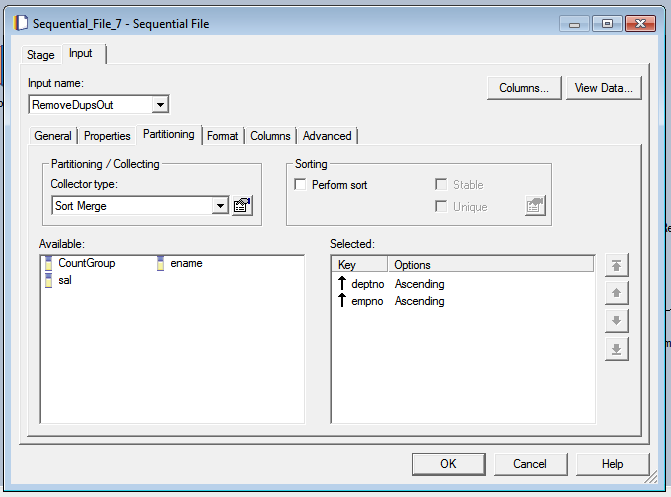 Sequential_File_7 - Sequential File
Stage Input
Input name:
RemoveDupsOut
Columns... View Data...
General Properties Partitioning Format Columns Advanced
Partitioning / Collecting
Collector type:
Sort Merge
Sorting
Perform sort
Stable
Unique
Available:
CountGroup ename
sal
Selected:
Key Options
deptno Ascending
empno Ascending
OK Cancel Help